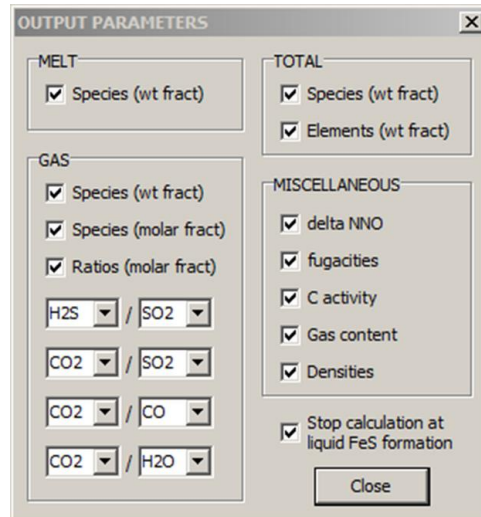 OUTPUT PARAMETERS
MELT
Species (wt fract)
GAS
Species (wt fract)
Species (molar fract)
Ratios (molar fract)
H2S / SO2
CO2 / SO2
CO2 / CO
CO2 / H2O
TOTAL
Species (wt fract)
Elements (wt fract)
MISCELLANEOUS
delta NNO
fugacities
C activity
Gas content
Densities
Stop calculation at
liquid FeS formation
Close